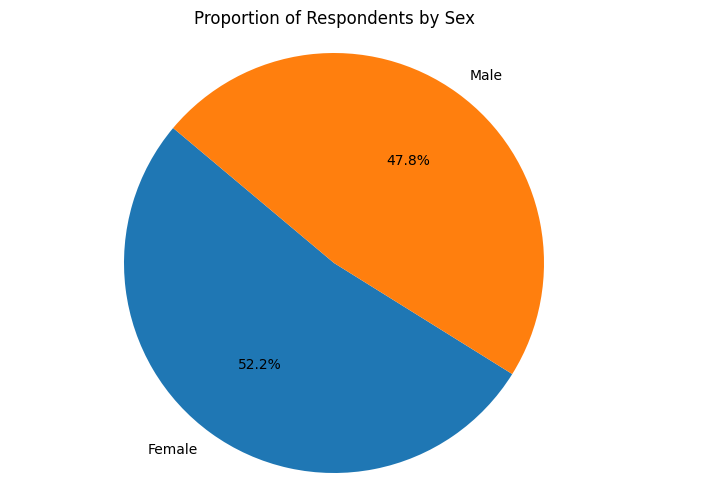 Proportion of Respondents by Sex
Male
47.8%
52.2%
Female